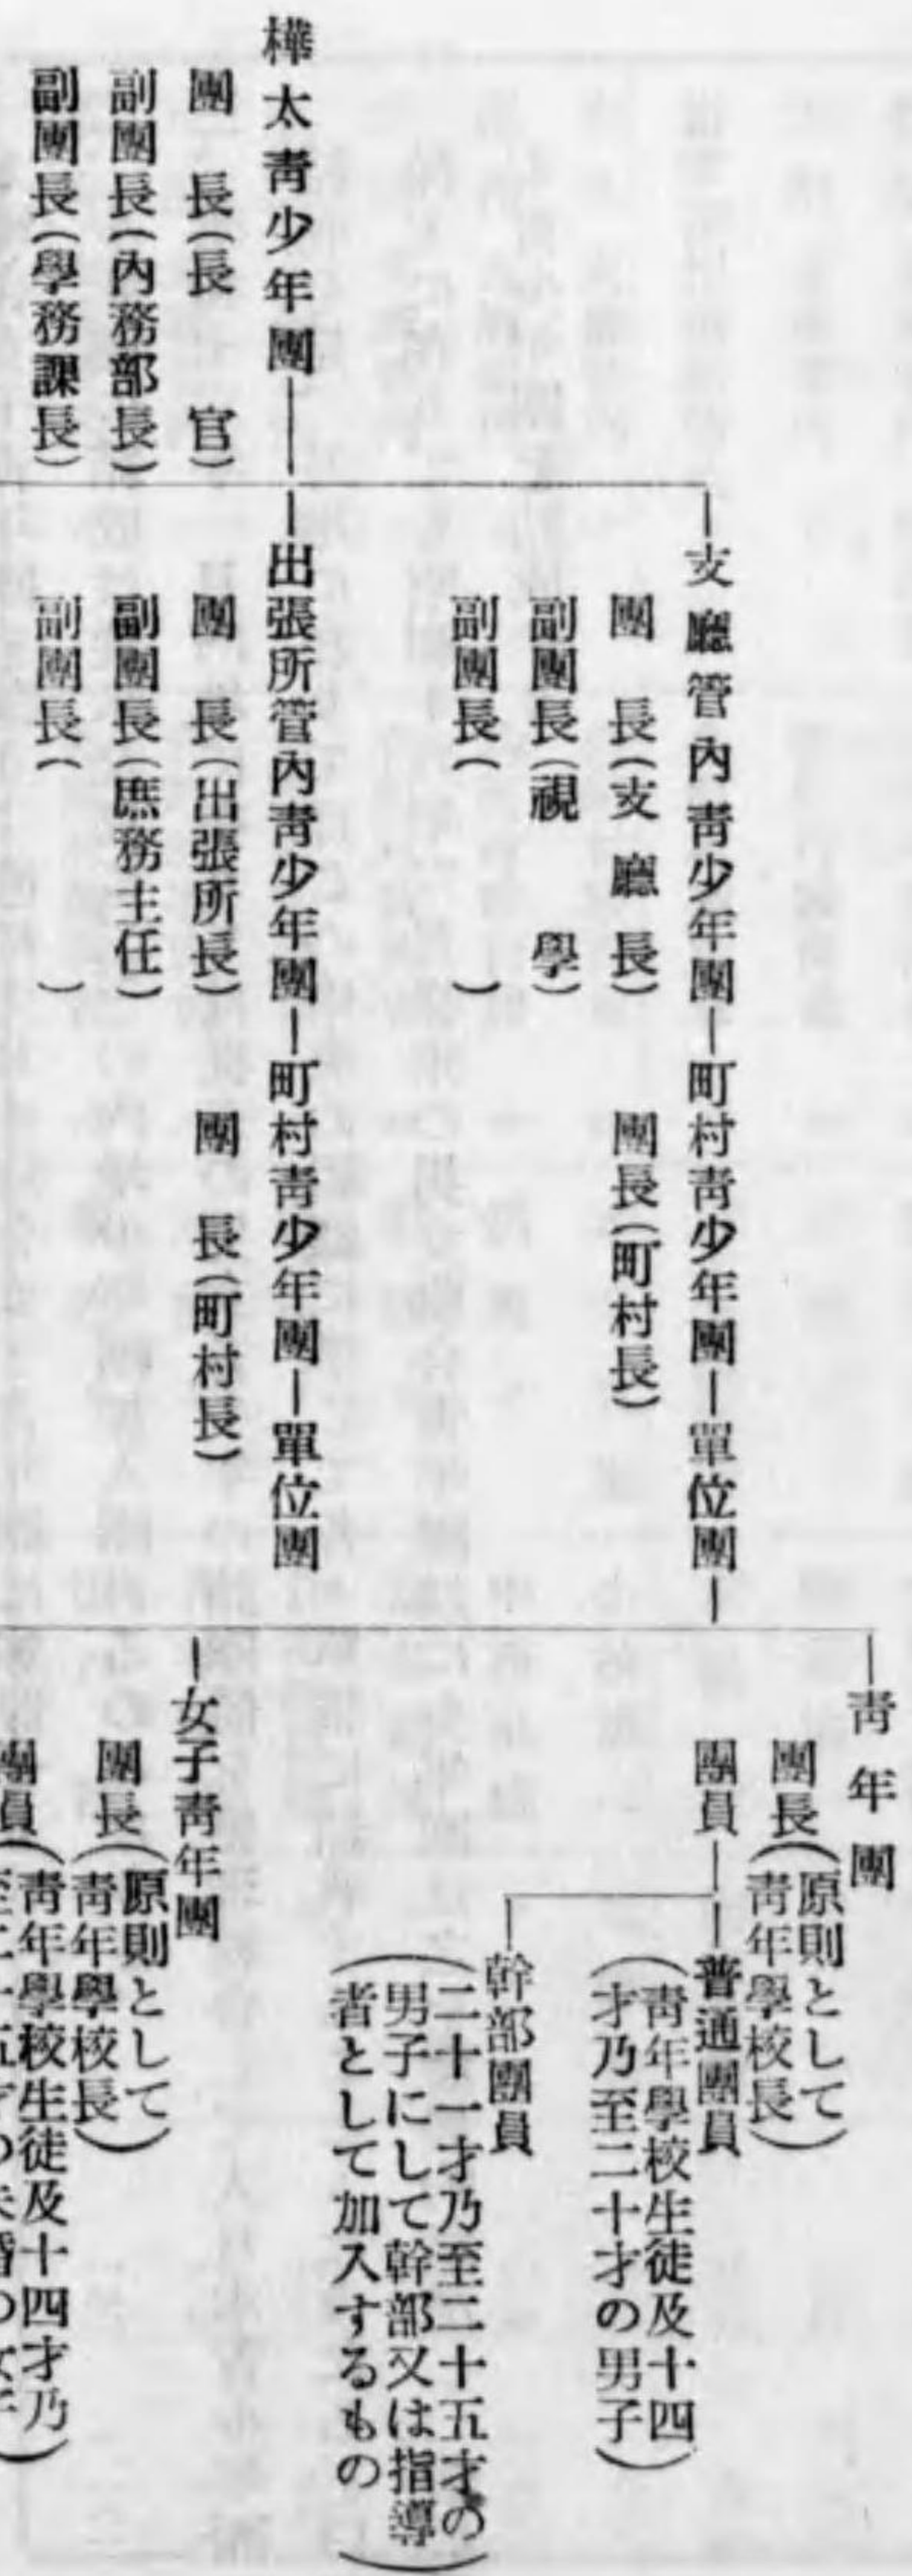 樺太青少年團
團長(長官)
副團長(內務部長)
副團長(學務課長)
支廳管內青少年團―町村青少年團―單位團
團長(支廳長)
團長(町村長)
副團長(視學)
副團長( )
出張所管內青少年團―町村青少年團―單位團
團長(出張所長)
團長(町村長)
副團長(庶務主任)
副團長( )
青年團
團長(原則として
青年學校長)
團員
普通團員
(青年學校生徒及十四
才乃至二十才の男子)
幹部團員
(二十一才乃至二十五才の
男子にして幹部又は指導
者として加入するもの)
女子青年團
團長(原則として
青年學校長)
團員(青年學校生徒及十四才乃